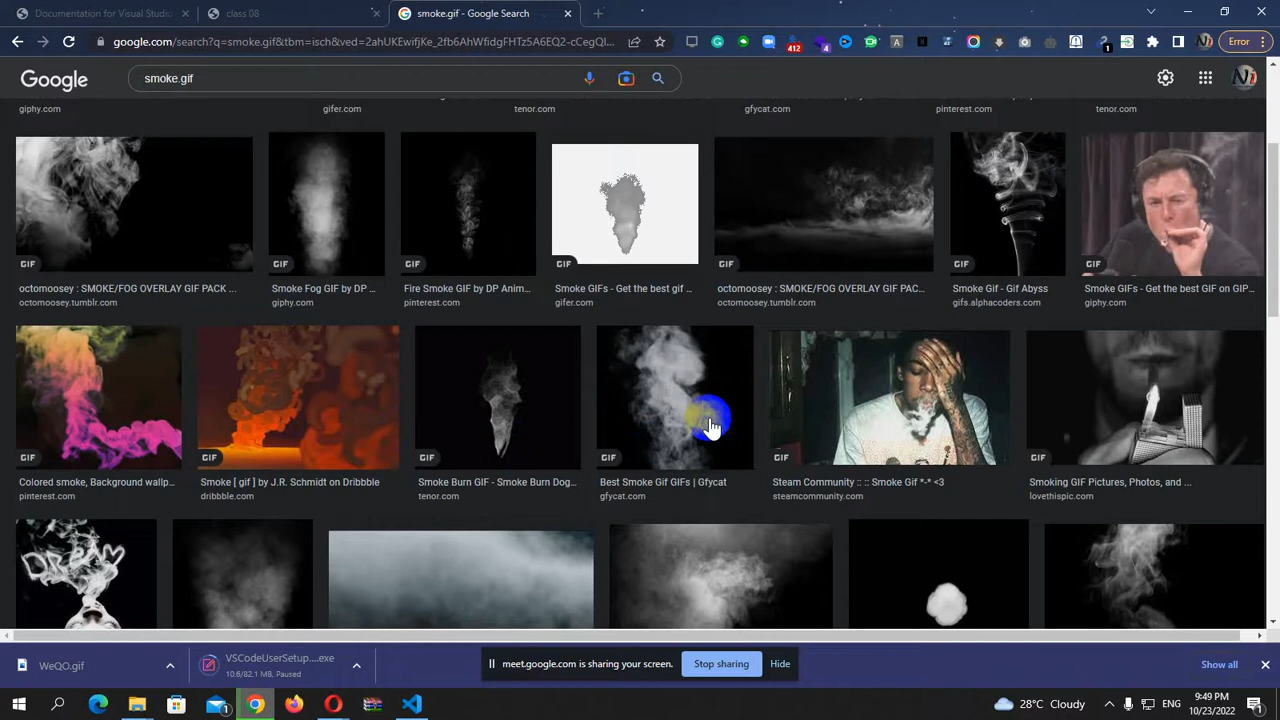 Documentation for Visual Studi
class 08
smoke.gif - Google Search
google.com/search?q=smoke.gif&tbm=isch&ved=2ahUKEwifjKe_2fb6AhWfidgFHTz5A6EQ2-cCegQI...
412
4
1
Error
Google
smoke.gif
giphy.com
gifer.com
tenor.com
gfycat.com
pinterest.com
tenor.com
GIF
GIF
GIF
GIF
GIF
GIF
GIF
octomoosey : SMOKE/FOG OVERLAY GIF PACK ...
Smoke Fog GIF by DP ...
Fire Smoke GIF by DP Anim...
Smoke GIFs - Get the best gif ...
octomoosey : SMOKE/FOG OVERLAY GIF PAC...
Smoke Gif - Gif Abyss
Smoke GIFs - Get the best GIF on GIP...
octomoosey.tumblr.com
giphy.com
pinterest.com
gifer.com
octomoosey.tumblr.com
gifs.alphacoders.com
giphy.com
GIF
GIF
GIF
GIF
GIF
GIF
Colored smoke, Background wallp...
Smoke [ gif ] by J.R. Schmidt on Dribbble
Smoke Burn GIF - Smoke Burn Dog...
Best Smoke Gif GIFs | Gfycat
Steam Community :: :: Smoke Gif *-* <3
Smoking GIF Pictures, Photos, and ...
pinterest.com
dribbble.com
tenor.com
gfycat.com
steamcommunity.com
lovethispic.com
DREAM
WeQO.gif
VSCodeUserSetup....exe
10.6/82.1 MB, Paused
meet.google.com is sharing your screen.
Stop sharing
Hide
Show all
1
28°C Cloudy
ENG
9:49 PM
10/23/2022
1